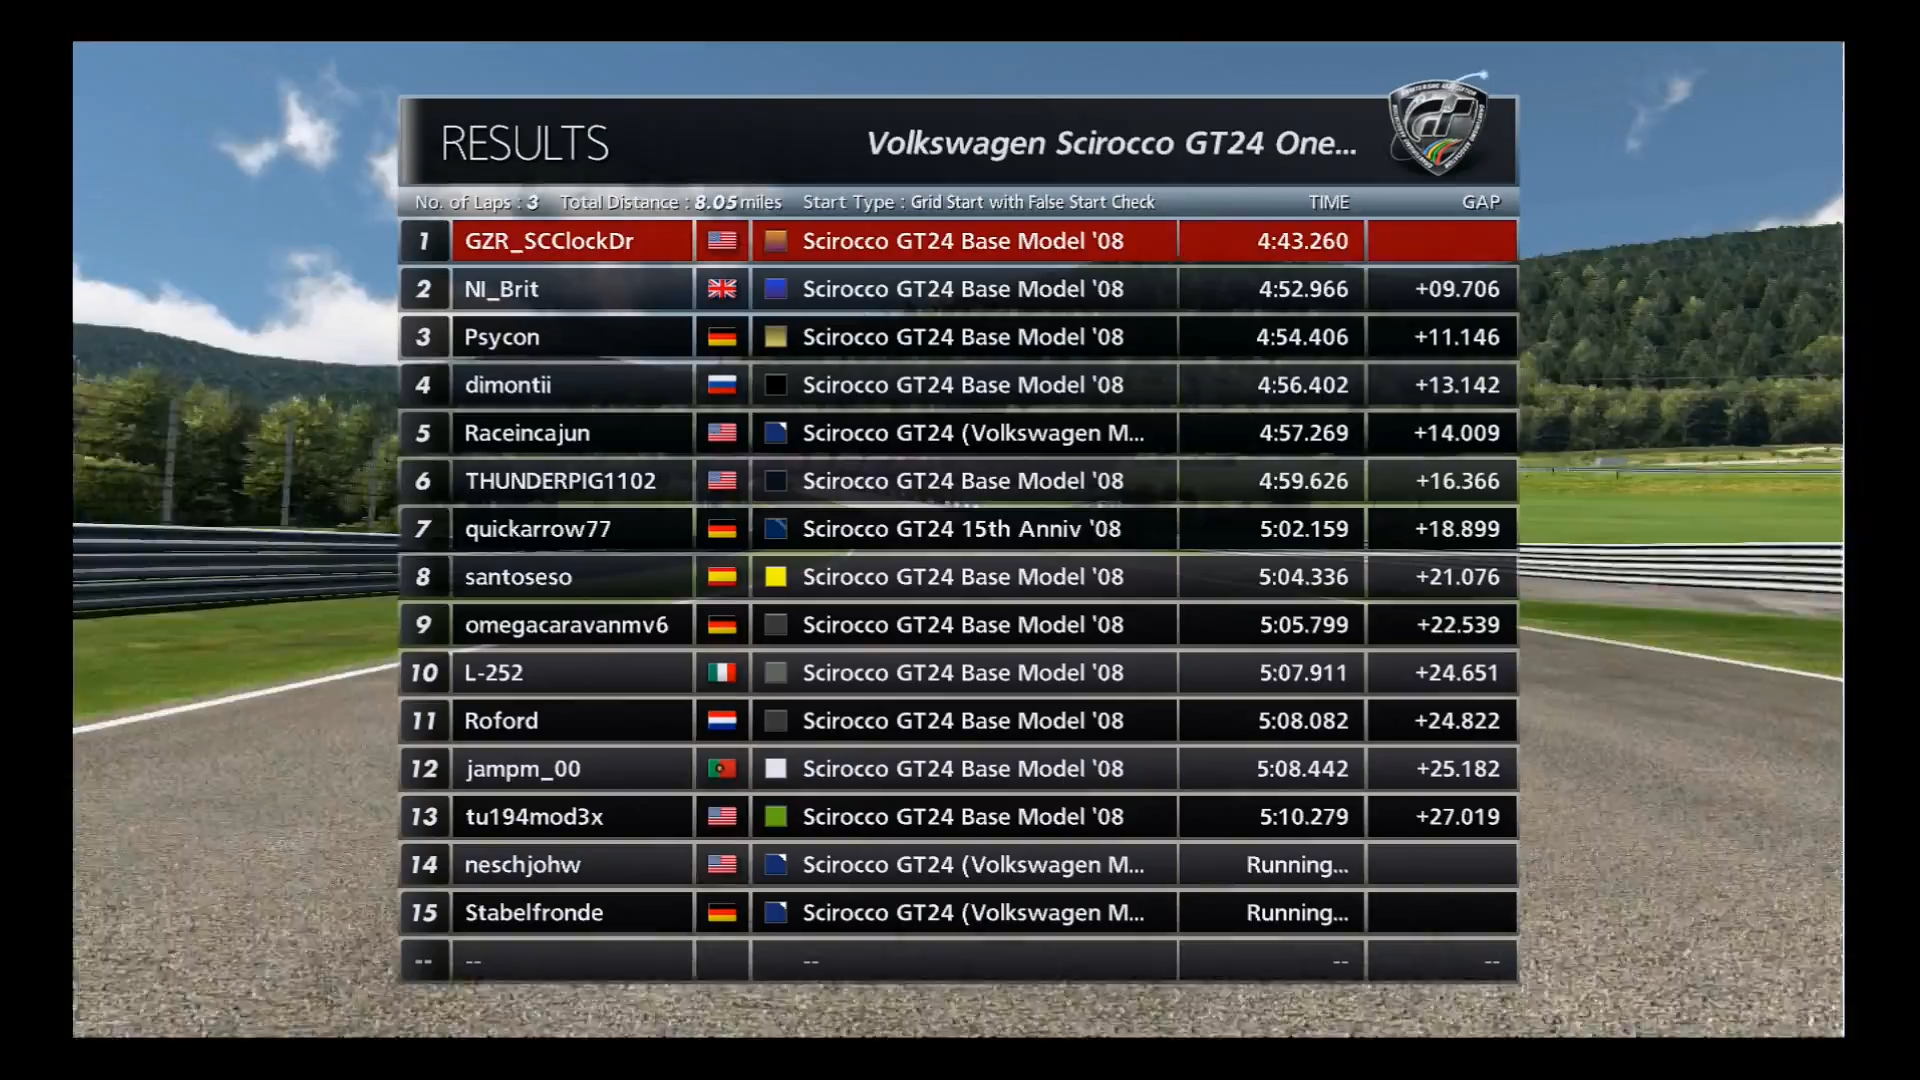 RESULTS Volkswagen Scirocco GT24 One...
No. of Laps : 3 Total Distance : 8.05 miles Start Type : Grid Start with False Start Check TIME GAP
1 GZR_SCClockDr Scirocco GT24 Base Model '08 4:43.260
2 NI_Brit Scirocco GT24 Base Model '08 4:52.966 +09.706
3 Psycon Scirocco GT24 Base Model '08 4:54.406 +11.146
4 dimontii Scirocco GT24 Base Model '08 4:56.402 +13.142
5 Raceincajun Scirocco GT24 (Volkswagen M... 4:57.269 +14.009
6 THUNDERPIG1102 Scirocco GT24 Base Model '08 4:59.626 +16.366
7 quickarrow77 Scirocco GT24 15th Anniv '08 5:02.159 +18.899
8 santoseso Scirocco GT24 Base Model '08 5:04.336 +21.076
9 omegacaravanmv6 Scirocco GT24 Base Model '08 5:05.799 +22.539
10 L-252 Scirocco GT24 Base Model '08 5:07.911 +24.651
11 Roford Scirocco GT24 Base Model '08 5:08.082 +24.822
12 jampm_00 Scirocco GT24 Base Model '08 5:08.442 +25.182
13 tu194mod3x Scirocco GT24 Base Model '08 5:10.279 +27.019
14 neschjohw Scirocco GT24 (Volkswagen M... Running...
15 Stabelfronde Scirocco GT24 (Volkswagen M... Running...
-- -- -- -- --